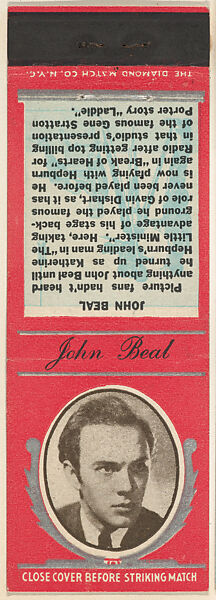 THE DIAMOND MATCH CO. N.Y.C.
JOHN BEAL
Picture fans hadn't heard
anything about John Beal until
he turned up as Katherine
Hepburn's leading man in "The
Little Minister". Here, taking
advantage of his stage back-
ground he played the famous
role of Gavin Dishart, as it has
never been played before. He
is now playing with Hepburn
again in "Break of Hearts" for
Radio after getting top billing
in that studio's presentation
of the famous Gene Stratton
Porter story "Laddie".
John Beal
CLOSE COVER BEFORE STRIKING MATCH